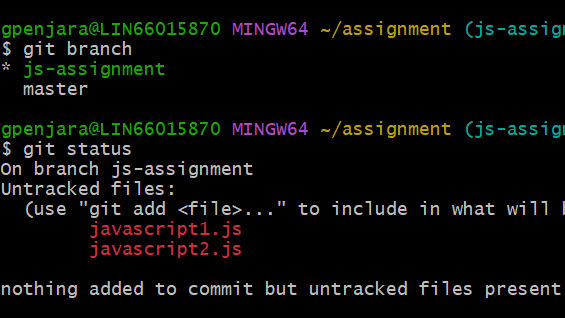 gpenjara@LIN66015870 MINGW64 ~/assignment (js-assig
$ git branch
* js-assignment
master
gpenjara@LIN66015870 MINGW64 ~/assignment (js-assig
$ git status
On branch js-assignment
Untracked files:
(use "git add <file>..." to include in what will
javascript1.js
javascript2.js
nothing added to commit but untracked files present